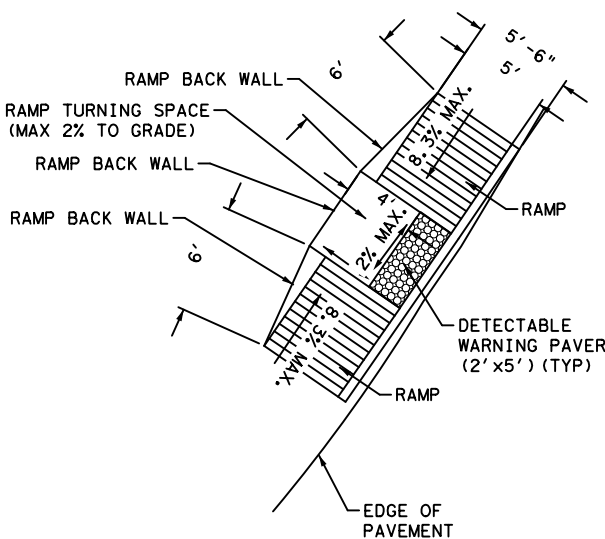 5'-6"
5'
6'
RAMP BACK WALL
RAMP TURNING SPACE
(MAX 2% TO GRADE)
8.3% MAX.
RAMP BACK WALL
4'
RAMP
RAMP BACK WALL
2% MAX.
6'
8.3% MAX.
DETECTABLE
WARNING PAVER
(2'x5')(TYP)
RAMP
EDGE OF
PAVEMENT